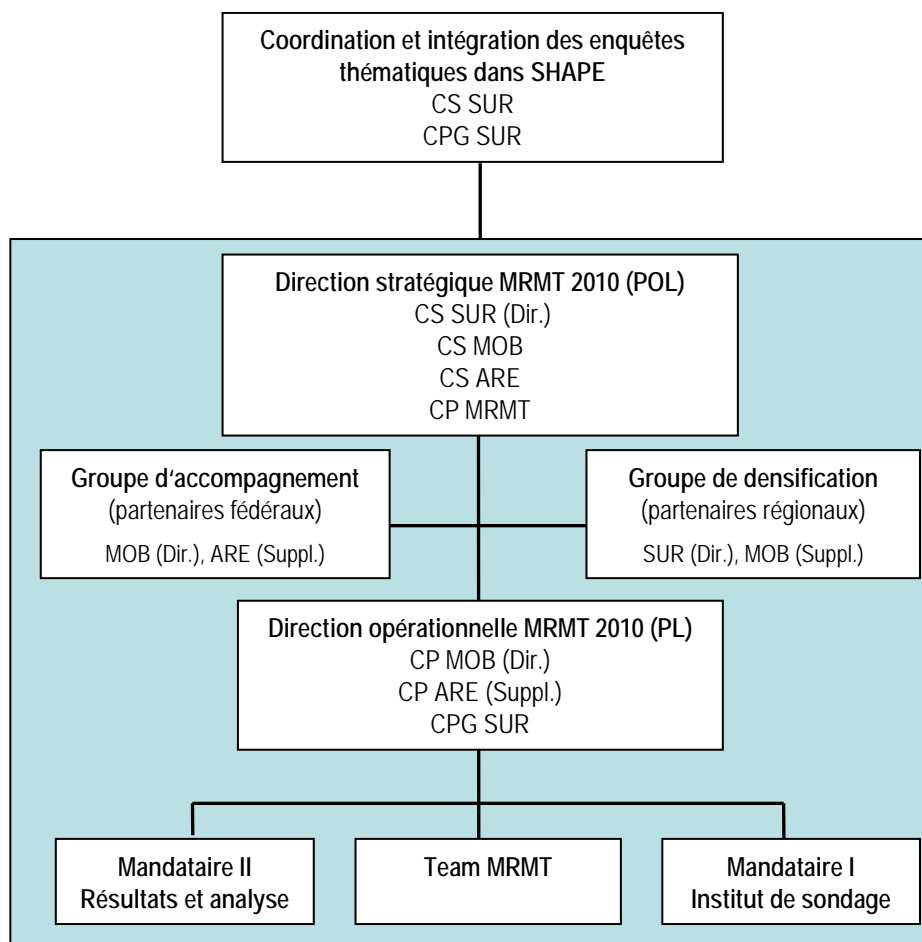 Coordination et intégration des enquêtes
thématiques dans SHAPE
CS SUR
CPG SUR
Direction stratégique MRMT 2010 (POL)
CS SUR (Dir.)
CS MOB
CS ARE
CP MRMT
Groupe d‘accompagnement
(partenaires fédéraux)
MOB (Dir.), ARE (Suppl.)
Groupe de densification
(partenaires régionaux)
SUR (Dir.), MOB (Suppl.)
Direction opérationnelle MRMT 2010 (PL)
CP MOB (Dir.)
CP ARE (Suppl.)
CPG SUR
Mandataire II
Résultats et analyse
Team MRMT
Mandataire I
Institut de sondage